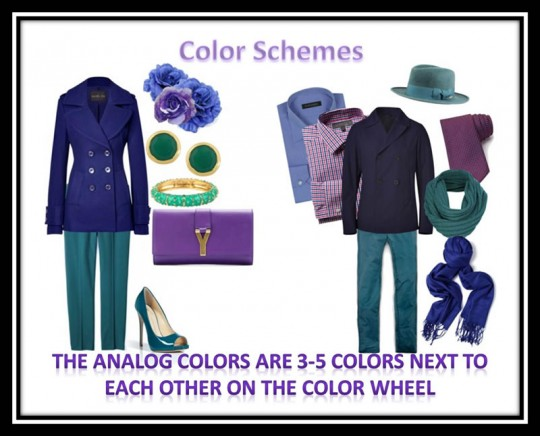 Color Schemes
Y
THE ANALOG COLORS ARE 3-5 COLORS NEXT TO
EACH OTHER ON THE COLOR WHEEL